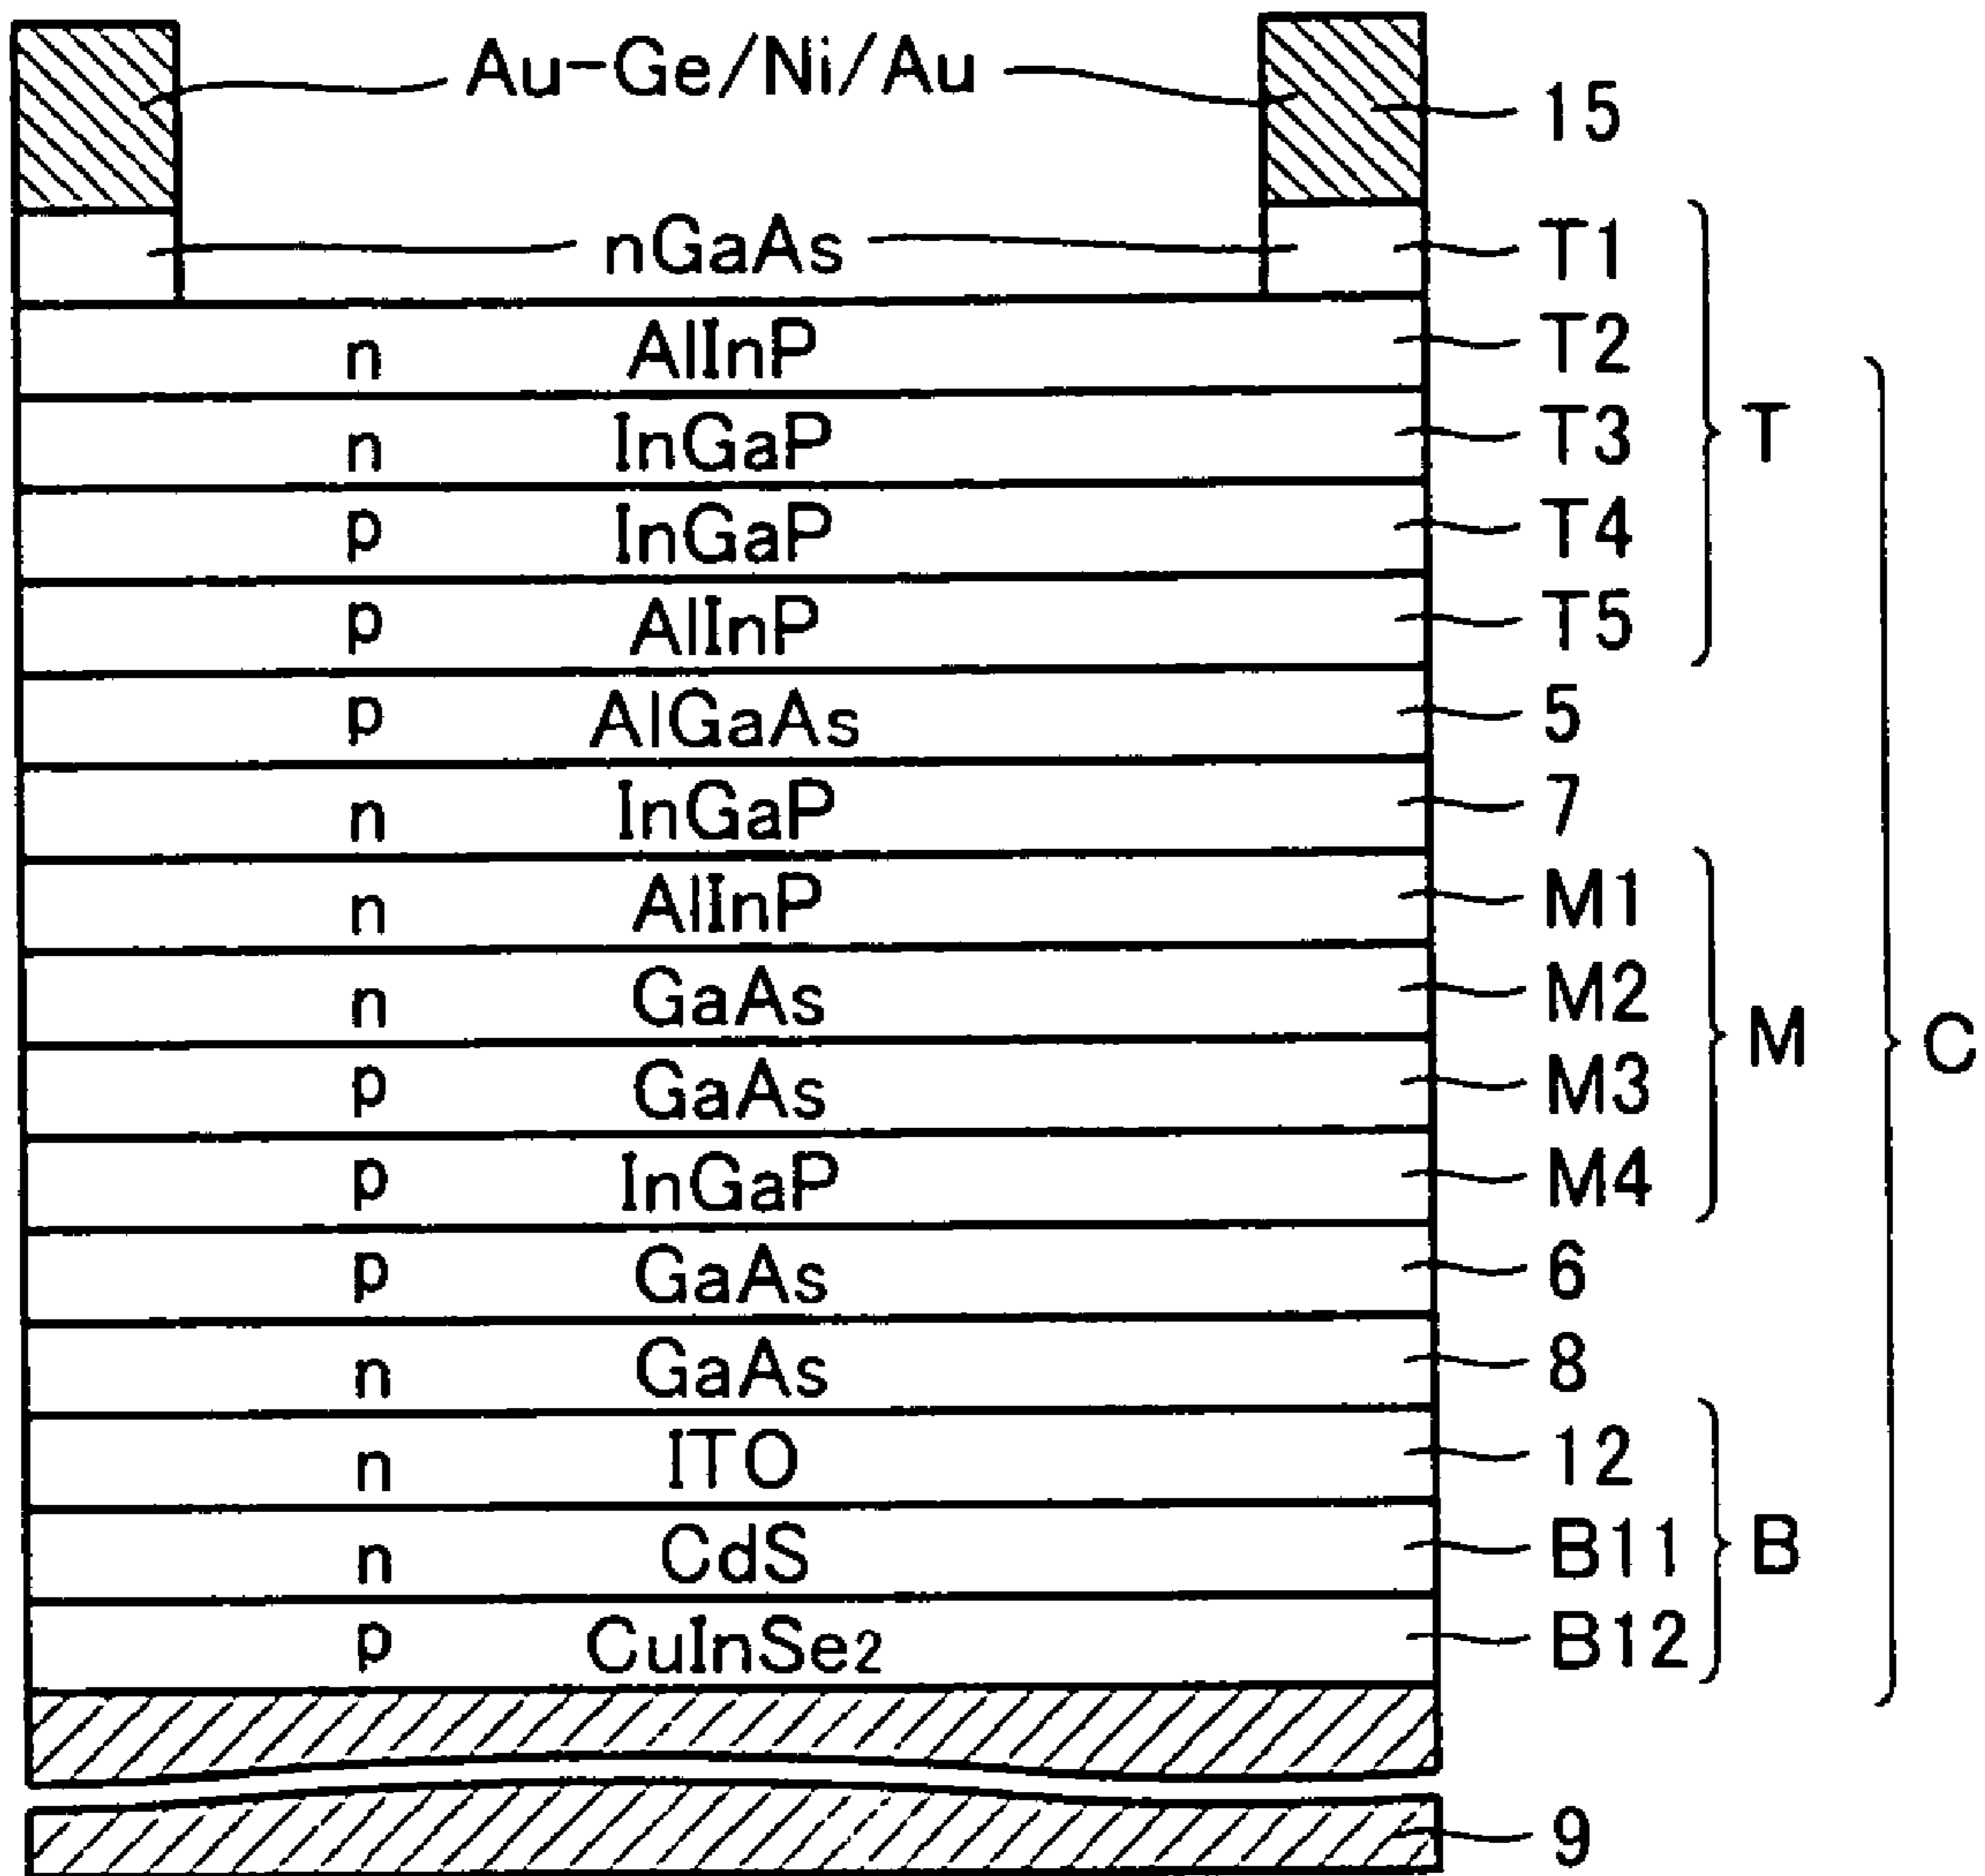 Au-Ge/Ni/Au 15
nGaAs T1
n AlInP T2
n InGaP T3 T
p InGaP T4
p AlInP T5
p AlGaAs 5
n InGaP 7
n AlInP M1
n GaAs M2
M C
p GaAs M3
p InGaP M4
p GaAs 6
n GaAs 8
n ITO 12
n CdS B11 B
p CuInSe2 B12
9